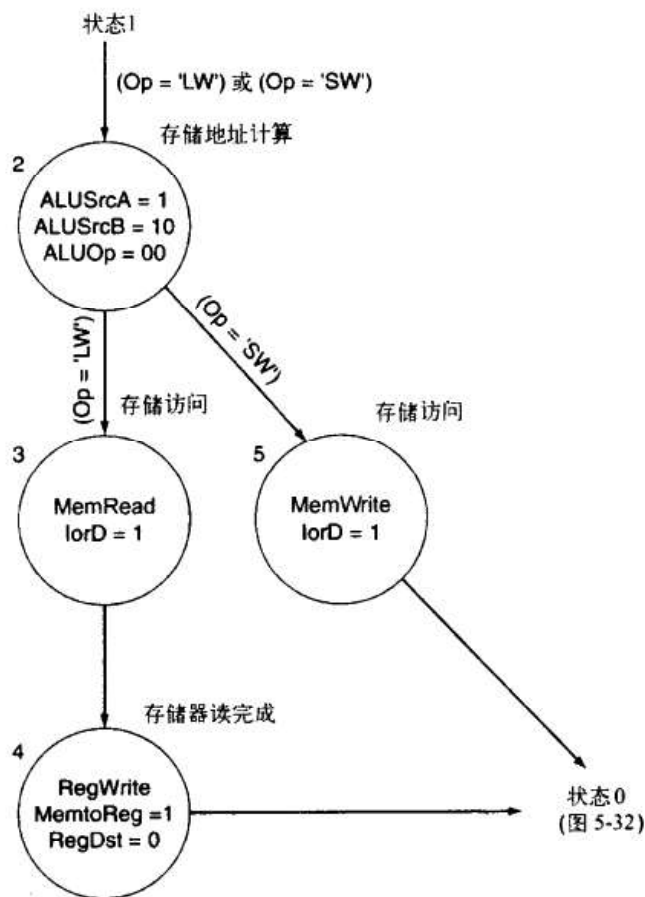 状态1
(Op = 'LW') 或 (Op = 'SW')
存储地址计算
2
ALUSrcA = 1
ALUSrcB = 10
ALUOp = 00
(Op = 'LW')
(Op = 'SW')
存储访问
存储访问
3
5
MemRead
IorD = 1
MemWrite
IorD = 1
存储器读完成
4
RegWrite
MemtoReg =1
RegDst = 0
状态0
(图 5-32)